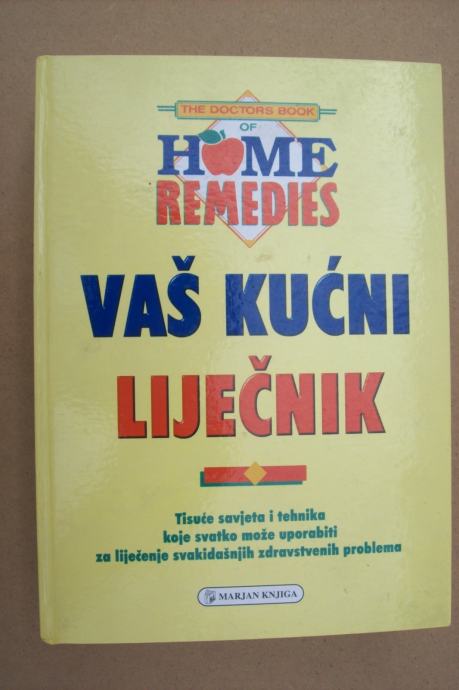 THE DOCTORS BOOK
OF
HOME
REMEDIES
VAŠ KUĆNI
LIJEČNIK
Tisuće savjeta i tehnika
koje svatko može uporabiti
za liječenje svakidašnjih zdravstvenih problema
MARJAN KNJIGA